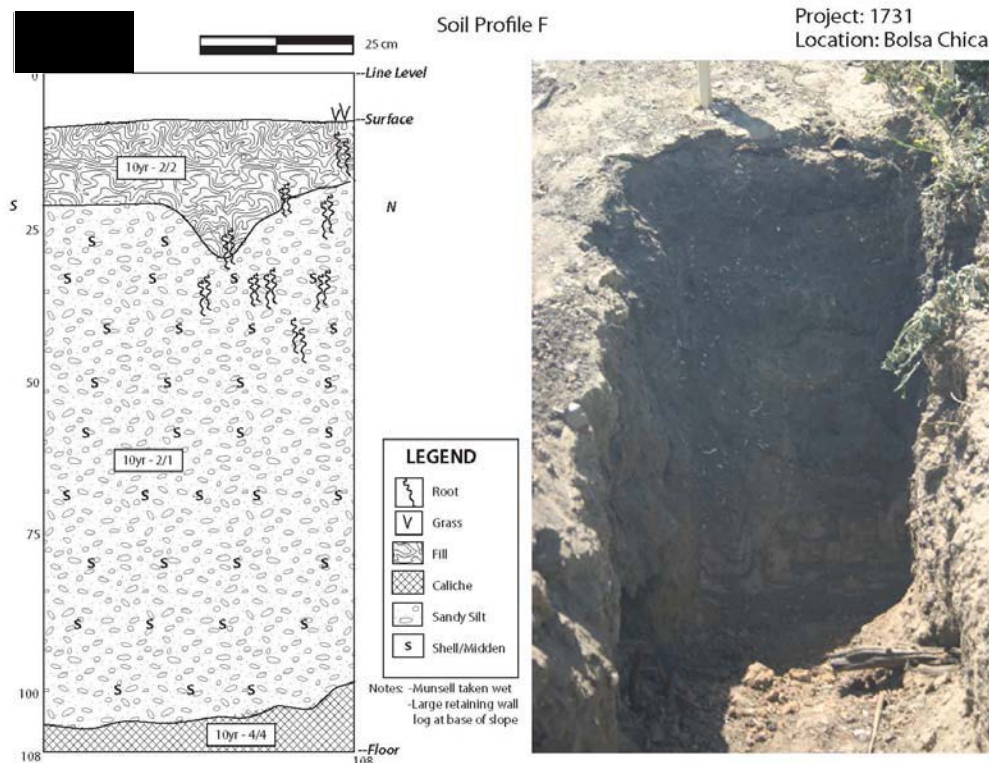 Soil Profile F
Project: 1731
Location: Bolsa Chica
25 cm
0
--Line Level
--Surface
10yr - 2/2
S
N
25
S S
S S S S
S S S S
50
S S S S
S S S S
10yr - 2/1
S S S S S
75
S S S S
S S S S
100
S S S
10yr - 4/4
--Floor
108
108
LEGEND
Root
Grass
Fill
Caliche
Sandy Silt
S Shell/Midden
Notes: -Munsell taken wet
-Large retaining wall
log at base of slope